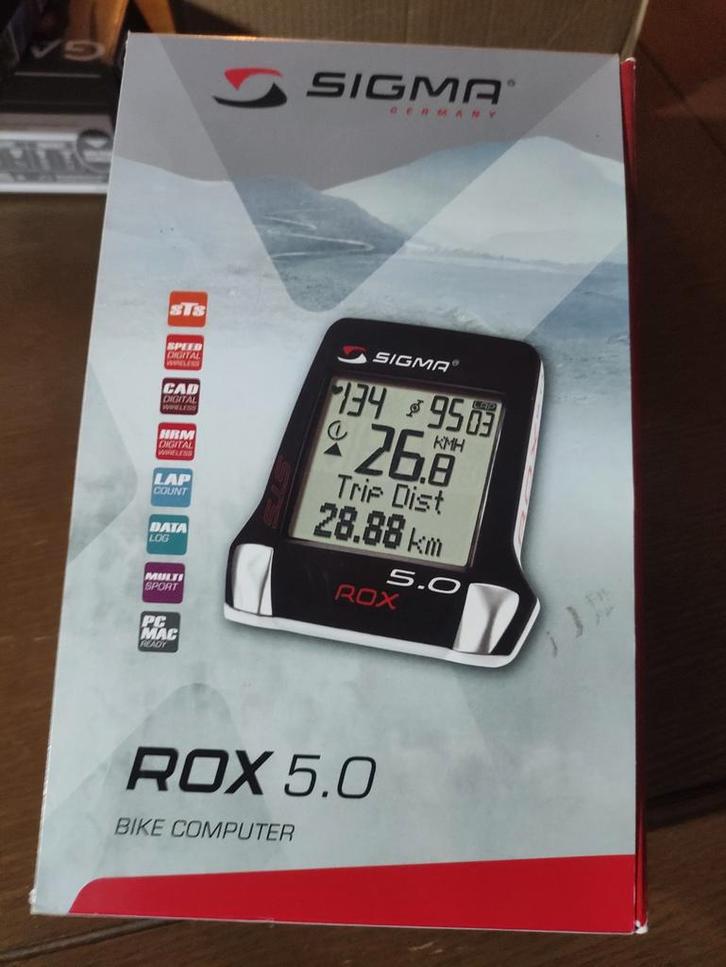 SIGMA®
GERMANY
STS
SPEED
DIGITAL
WIRELESS
CAD
DIGITAL
WIRELESS
HRM
DIGITAL
WIRELESS
LAP
COUNT
DATA
LOG
MULTI
SPORT
PC
MAC
READY
SIGMA®
134 95 LAP 03
26.8 KMH
Trip Dist
28.88 km
STS
5.0
ROX
ROX 5.0
BIKE COMPUTER